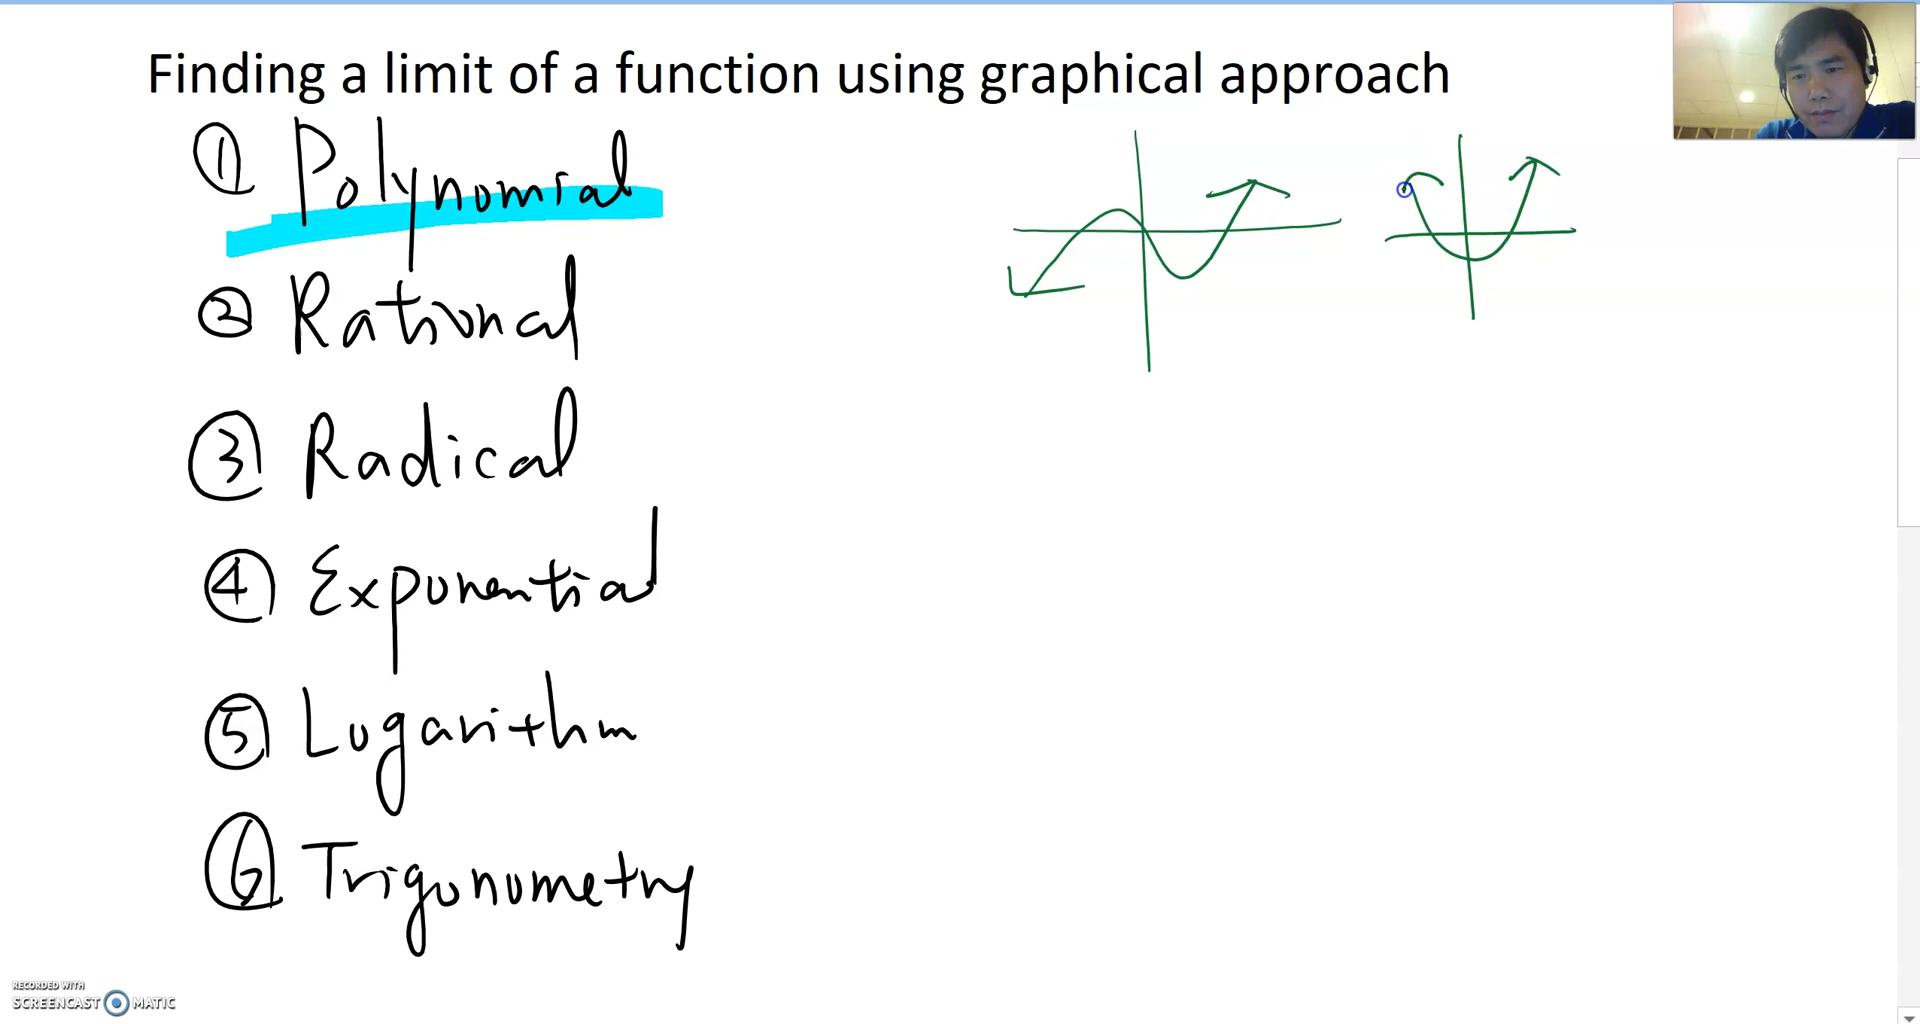 Finding a limit of a function using graphical approach
① Polynomial
② Rational
③ Radical
④ Exponential
⑤ Logarithm
⑥ Trigonometry
RECORDED WITH
SCREENCAST MATIC